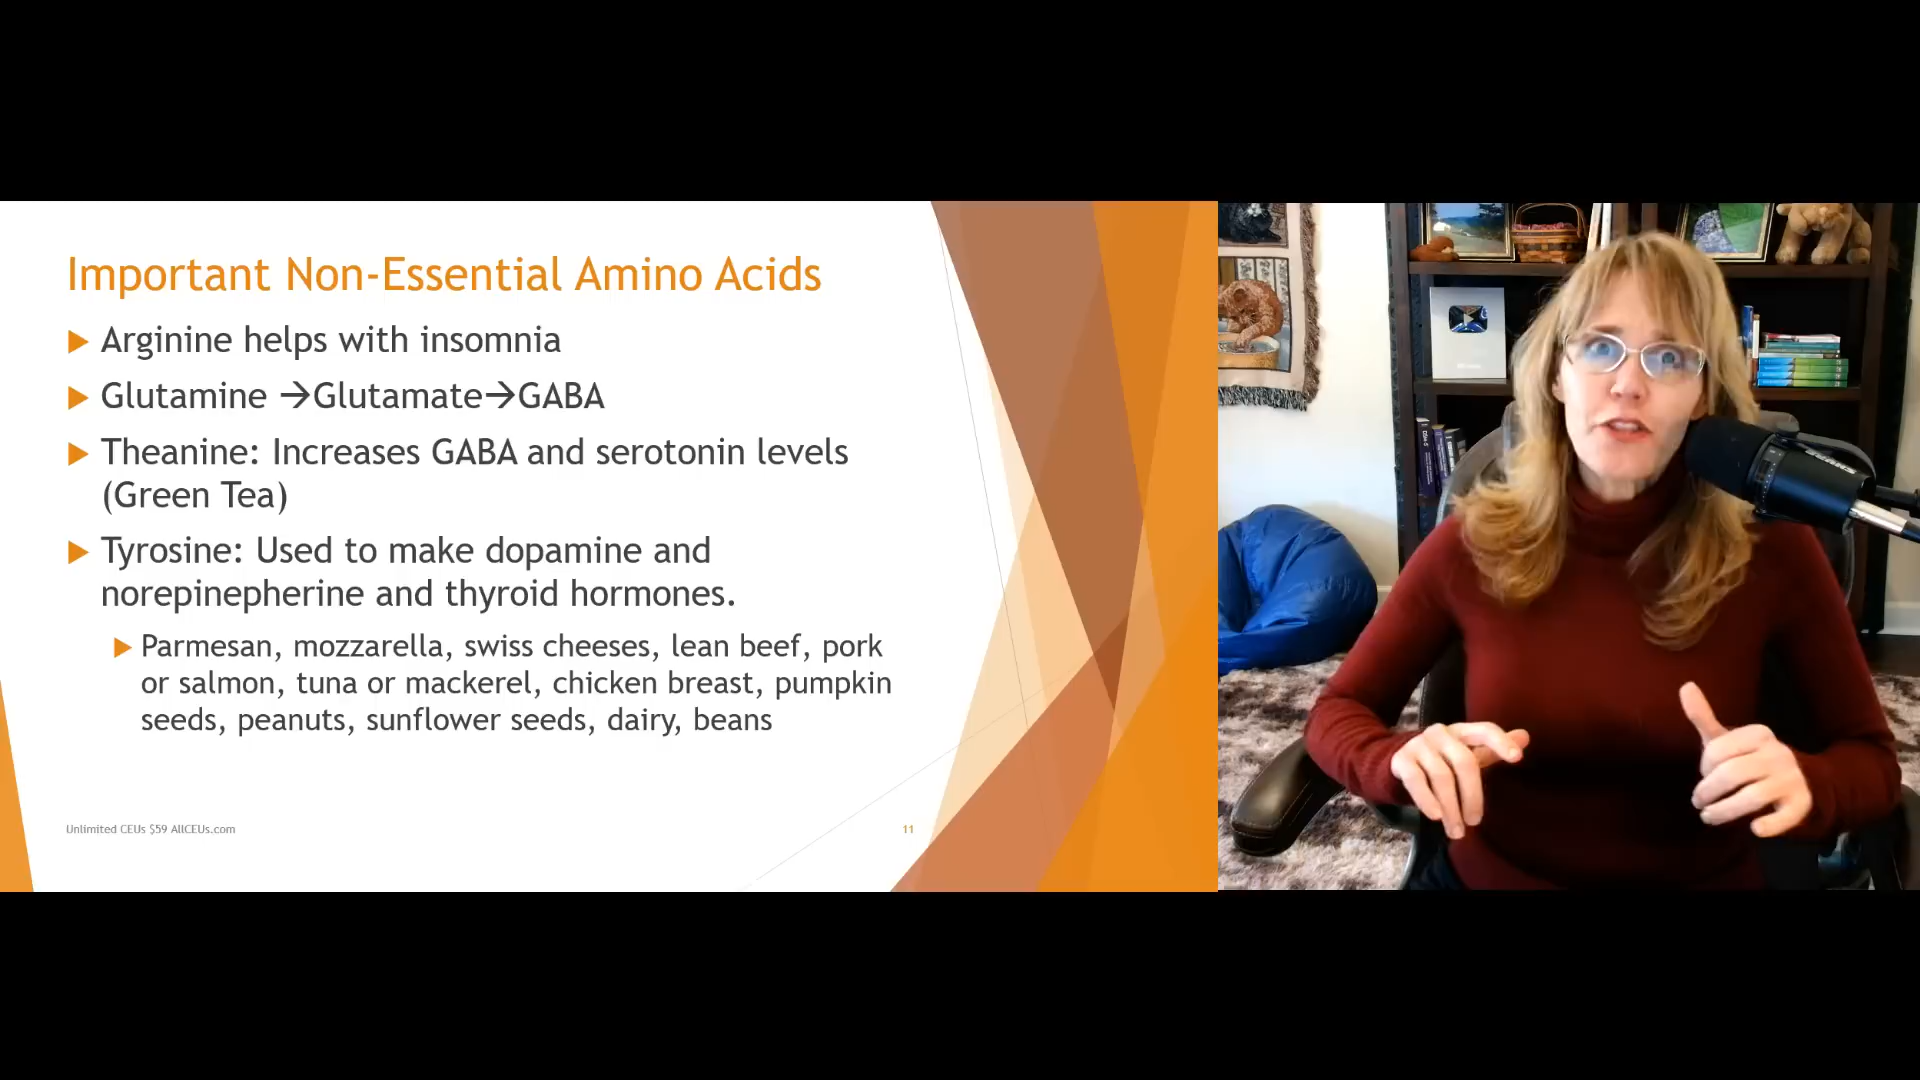 Important Non-Essential Amino Acids
Arginine helps with insomnia
Glutamine →Glutamate→GABA
Theanine: Increases GABA and serotonin levels
(Green Tea)
Tyrosine: Used to make dopamine and
norepinepherine and thyroid hormones.
Parmesan, mozzarella, swiss cheeses, lean beef, pork
or salmon, tuna or mackerel, chicken breast, pumpkin
seeds, peanuts, sunflower seeds, dairy, beans
Unlimited CEUs $59 AllCEUs.com
11